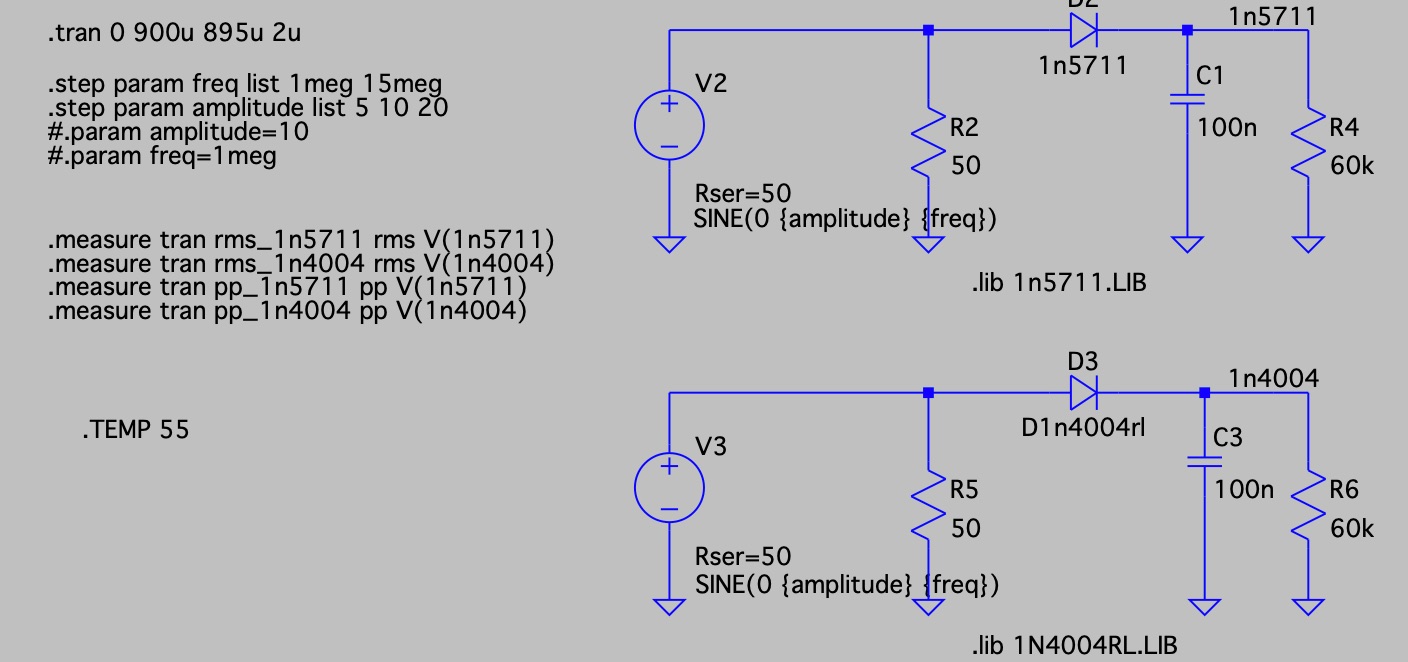 .tran 0 900u 895u 2u
.step param freq list 1meg 15meg
.step param amplitude list 5 10 20
#.param amplitude=10
#.param freq=1meg
.measure tran rms_1n5711 rms V(1n5711)
.measure tran rms_1n4004 rms V(1n4004)
.measure tran pp_1n5711 pp V(1n5711)
.measure tran pp_1n4004 pp V(1n4004)
.TEMP 55
D2
1n5711
1n5711
V2
C1
100n
R2
50
R4
60k
Rser=50
SINE(0 {amplitude} {freq})
.lib 1n5711.LIB
D3
1n4004
D1n4004rl
V3
C3
100n
R5
50
R6
60k
Rser=50
SINE(0 {amplitude} {freq})
.lib 1N4004RL.LIB